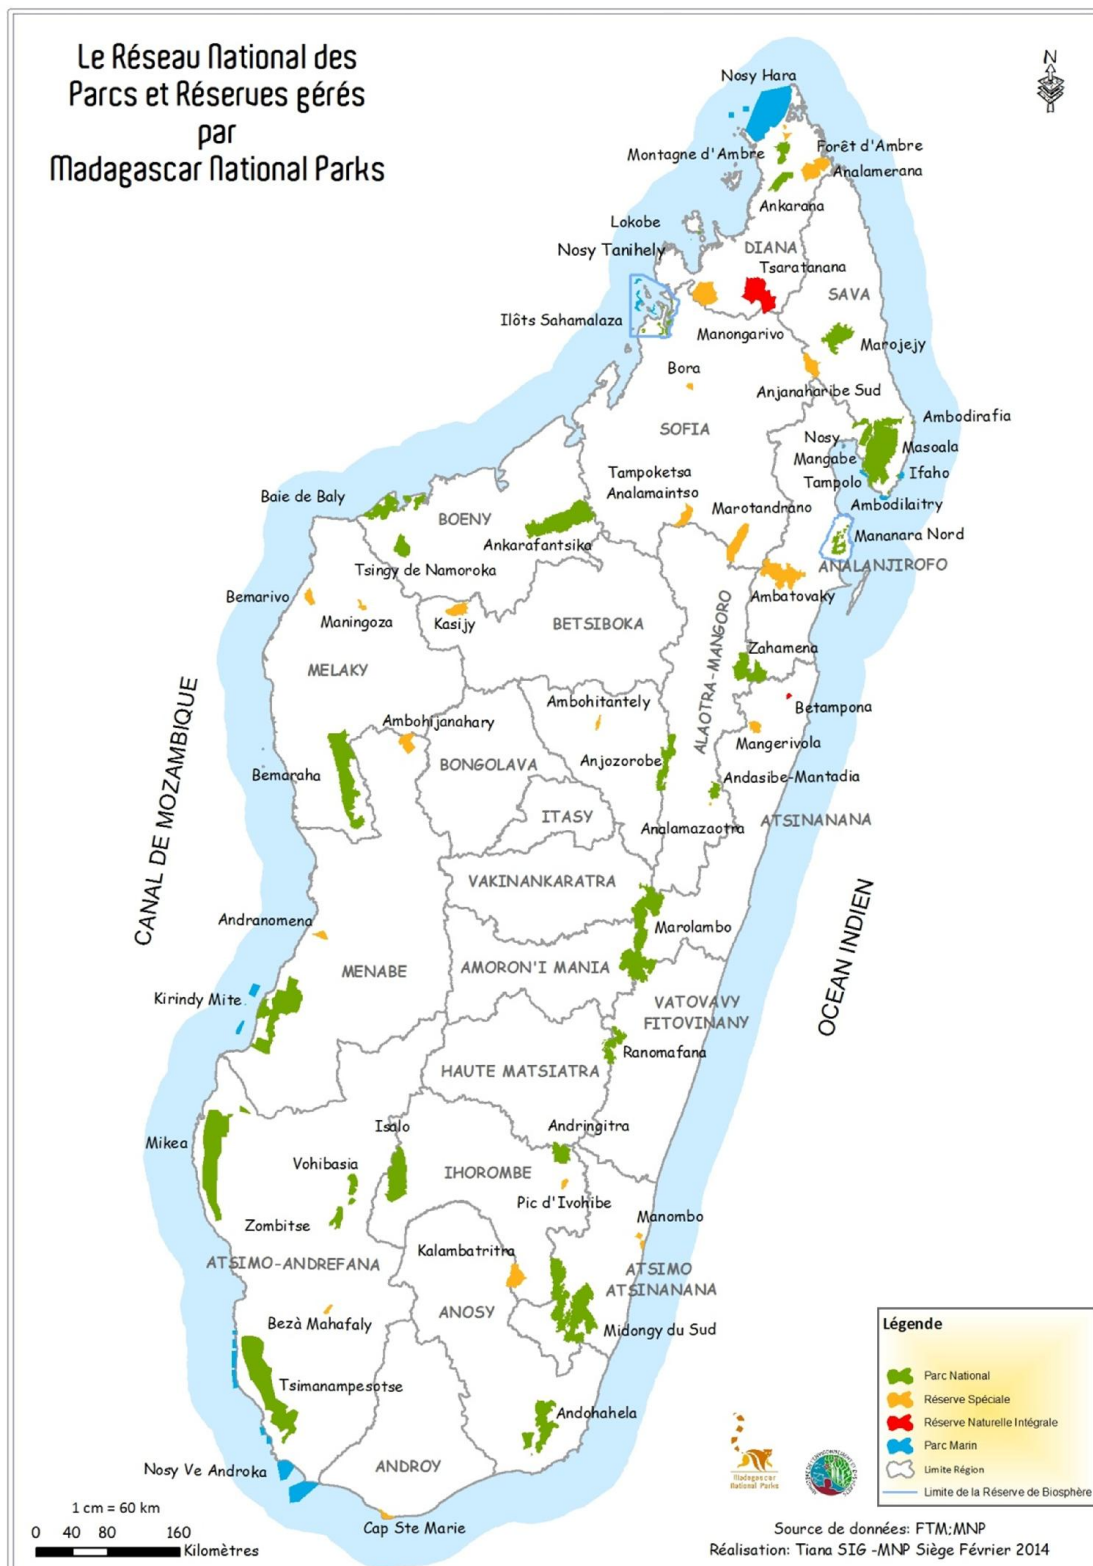 Le Réseau National des
Parcs et Réserves gérés
par
Madagascar National Parks
N
Nosy Hara
Montagne d'Ambre
Forêt d'Ambre
Analamerana
Ankarana
Lokobe
Nosy Tanihely
DIANA
Tsaratanana
SAVA
Ilôts Sahamalaza
Manongarivo
Marojejy
Bora
Anjanaharibe Sud
SOFIA
Ambodirafia
Nosy
Mangabe
Masoala
Tampolo
Ifaho
Ambodilaitry
Tampoketsa
Analamaintso
Marotandrano
Baie de Baly
BOENY
Ankarafantsika
Mananara Nord
ANALANJIROFO
Tsingy de Namoroka
Bemarivo
Maningoza
Kasijy
BETSIBOKA
Ambatovaky
ALAOTRA-MANGORO
Zahamena
MELAKY
Betampona
Ambohijanahary
Ambohitantely
Mangerivola
Bemaraha
BONGOLAVA
Anjozorobe
Andasibe-Mantadia
ITASY
Analamazaotra
ATSINANANA
CANAL DE MOZAMBIQUE
VAKINANKARATRA
Andranomena
Marolambo
MENABE
AMORON'I MANIA
OCEAN INDIEN
Kirindy Mite
VATOVAVY
FITOVINANY
HAUTE MATSIATRA
Ranomafana
Mikea
Isalo
Andringitra
Vohibasia
IHOROMBE
Pic d'Ivohibe
Zombitse
Manombo
Kalambatritra
ATSIMO-ANDREFANA
ATSIMO
ATSINANANA
ANOSY
Bezà Mahafaly
Midongy du Sud
Tsimanampesotse
Andohahela
Nosy Ve Androka
ANDROY
Cap Ste Marie
Légende
Parc National
Réserve Spéciale
Réserve Naturelle Intégrale
Parc Marin
Limite Région
Limite de la Réserve de Biosphère
Madagascar
National Parks
1 cm = 60 km
0 40 80 160
Kilomètres
Source de données: FTM;MNP
Réalisation: Tiana SIG -MNP Siège Février 2014